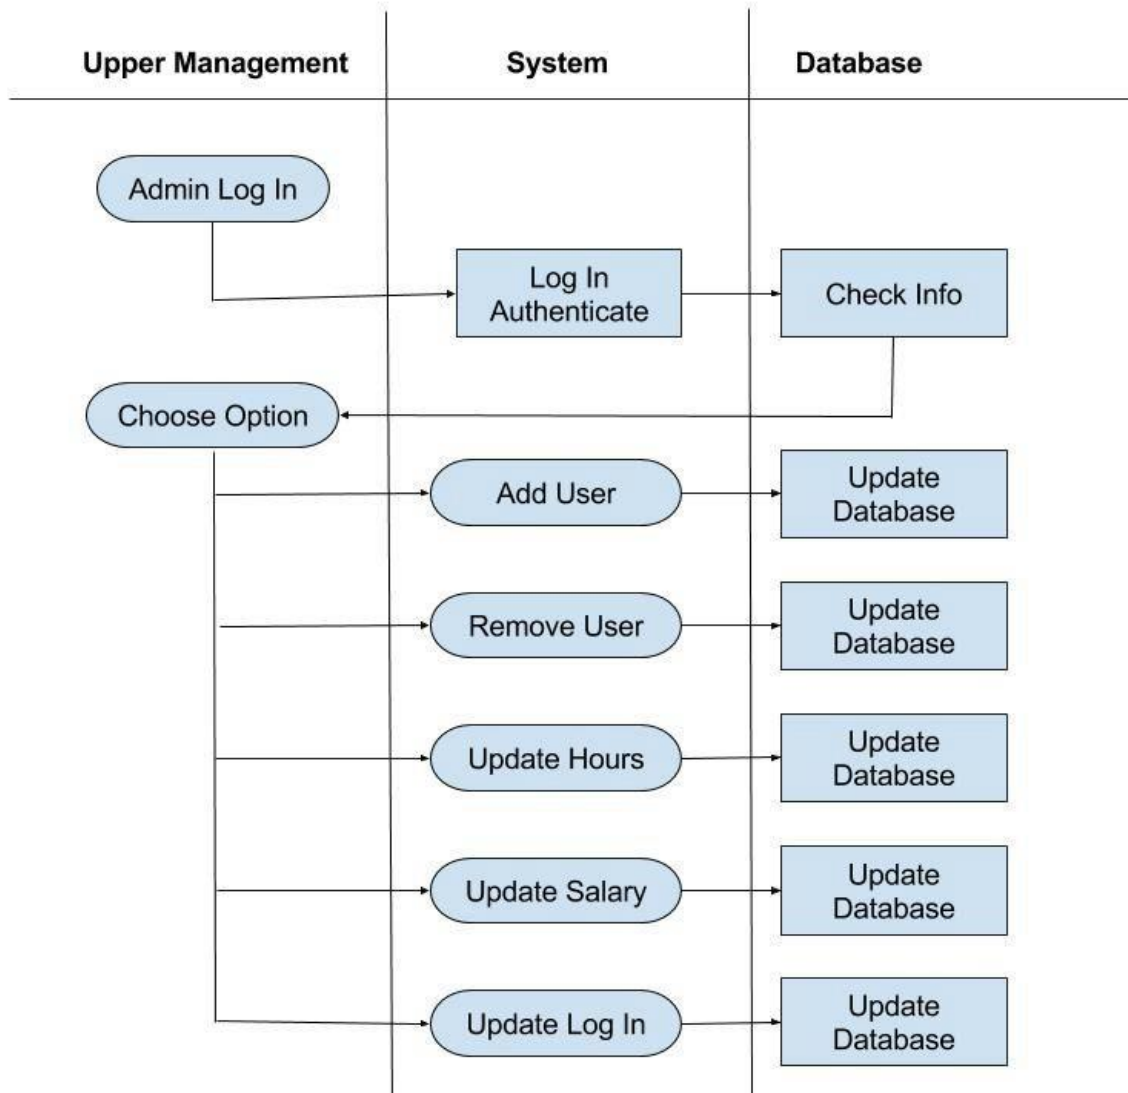 Upper Management
System
Database
Admin Log In
Log In
Authenticate
Check Info
Choose Option
Add User
Update
Database
Remove User
Update
Database
Update Hours
Update
Database
Update Salary
Update
Database
Update Log In
Update
Database